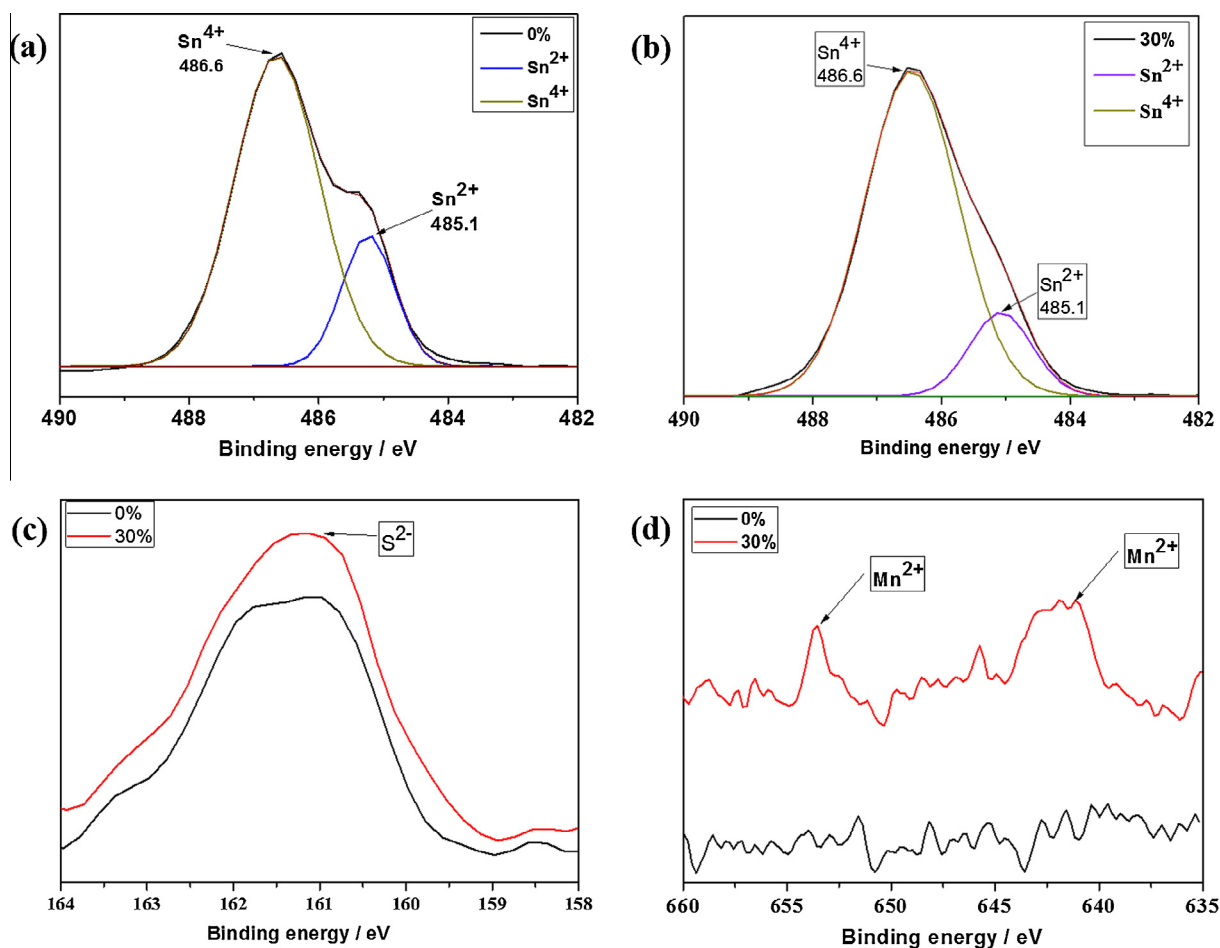 (a)
Sn4+
486.6
0%
Sn2+
Sn4+
Sn2+
485.1
490 488 486 484 482
Binding energy / eV
(b)
Sn4+
486.6
30%
Sn2+
Sn4+
Sn2+
485.1
490 488 486 484 482
Binding energy / eV
(c)
0%
30%
S2-
164 163 162 161 160 159 158
Binding energy / eV
(d)
0%
30%
Mn2+
Mn2+
660 655 650 645 640 635
Binding energy / eV